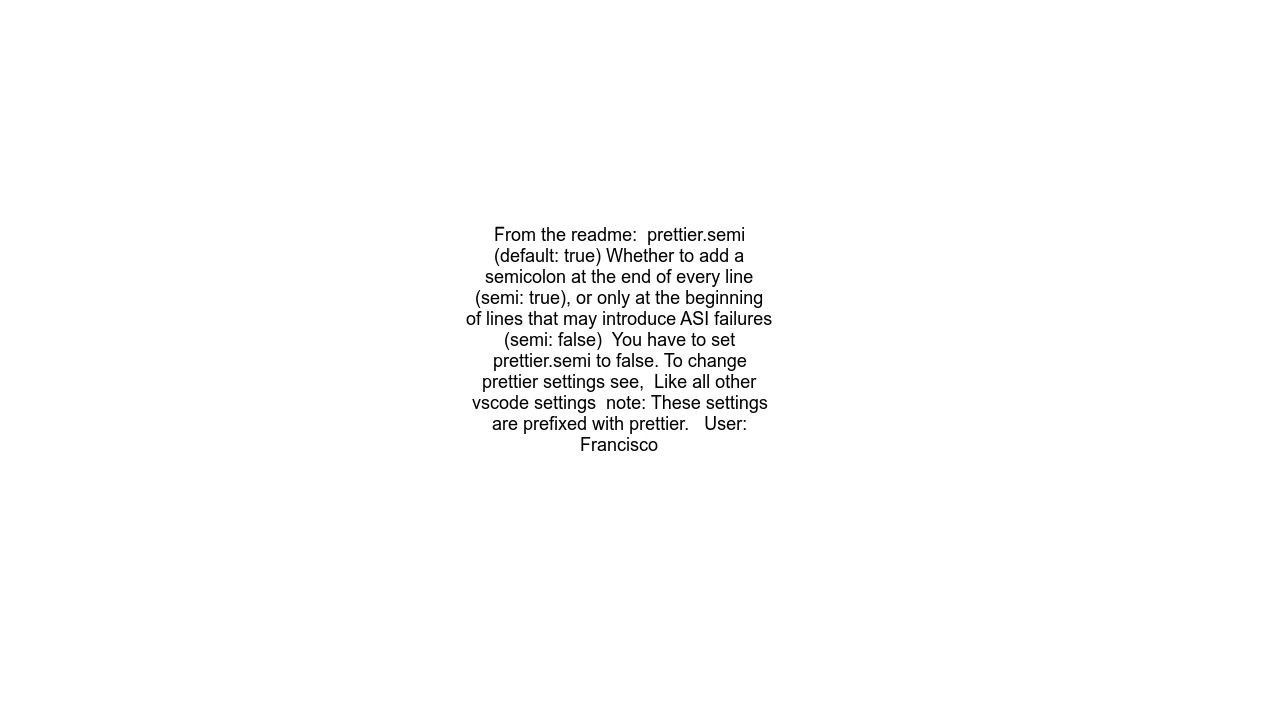 From the readme:  prettier.semi
(default: true) Whether to add a
semicolon at the end of every line
(semi: true), or only at the beginning
of lines that may introduce ASI failures
(semi: false)  You have to set
prettier.semi to false. To change
prettier settings see,  Like all other
vscode settings  note: These settings
are prefixed with prettier.   User:
Francisco